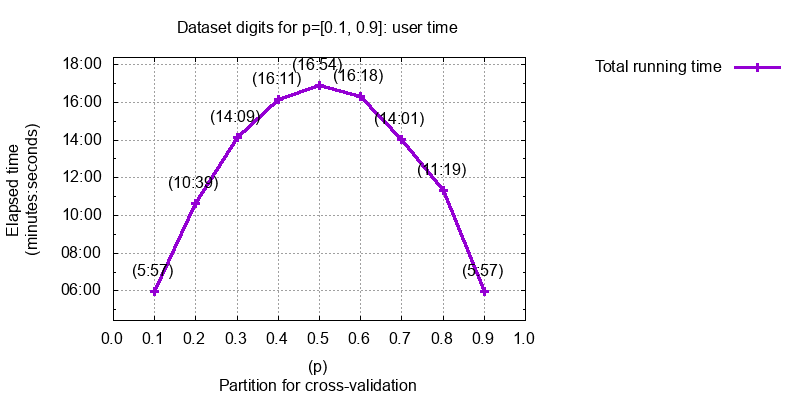 Dataset digits for p=[0.1, 0.9]: user time
Total running time
Elapsed time
(minutes:seconds)
18:00
16:00
14:00
12:00
10:00
08:00
06:00
(5:57)
(10:39)
(14:09)
(16:11)
(16:54)
(16:18)
(14:01)
(11:19)
(5:57)
0.0 0.1 0.2 0.3 0.4 0.5 0.6 0.7 0.8 0.9 1.0
(p)
Partition for cross-validation